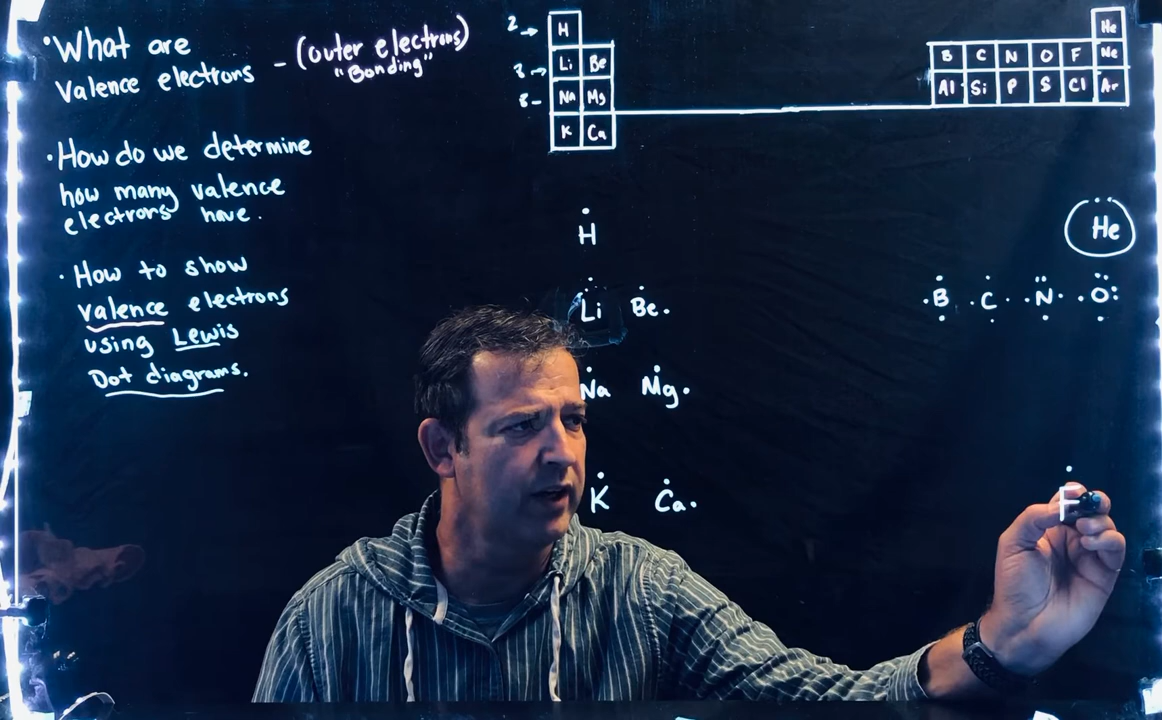 ·What are
Valence electrons - (outer electrons)
"Bonding"
·How do we determine
how many valence
electrons have.
·How to show
valence electrons
using Lewis
Dot diagrams.
2→ H He
8→ Li Be B C N O F Ne
8- Na Mg Al Si P S Cl Ar
K Ca
H He
Li Be. ·B ·C· ·N· ·O:
Na Mg.
K Ca. F